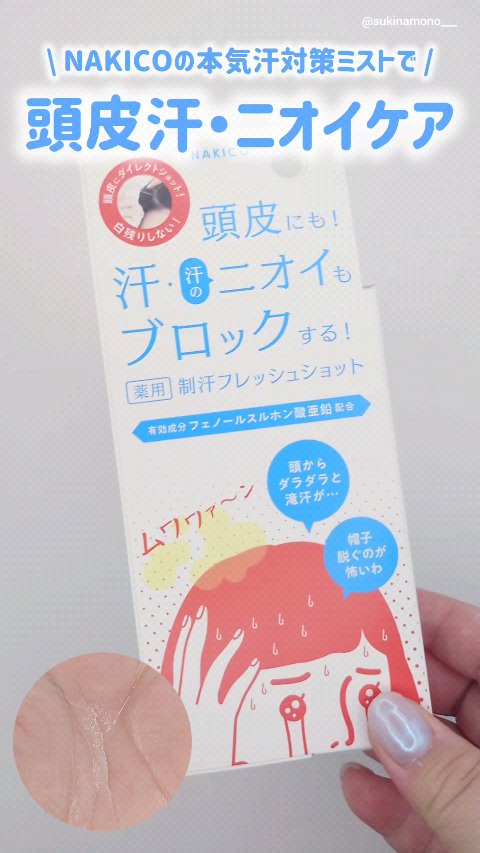 @sukinamono___
\ NAKICOの本気汗対策ミストで /
頭皮汗・ニオイケア
NAKICO
頭皮にダイレクトショット!
白残りしない!
頭皮にも!
汗・汗のニオイも
ブロックする!
薬用 制汗フレッシュショット
有効成分 フェノールスルホン酸亜鉛 配合
頭から
ダラダラと
滝汗が…
ムワワァ〜ン
帽子
脱ぐのが
怖いわ